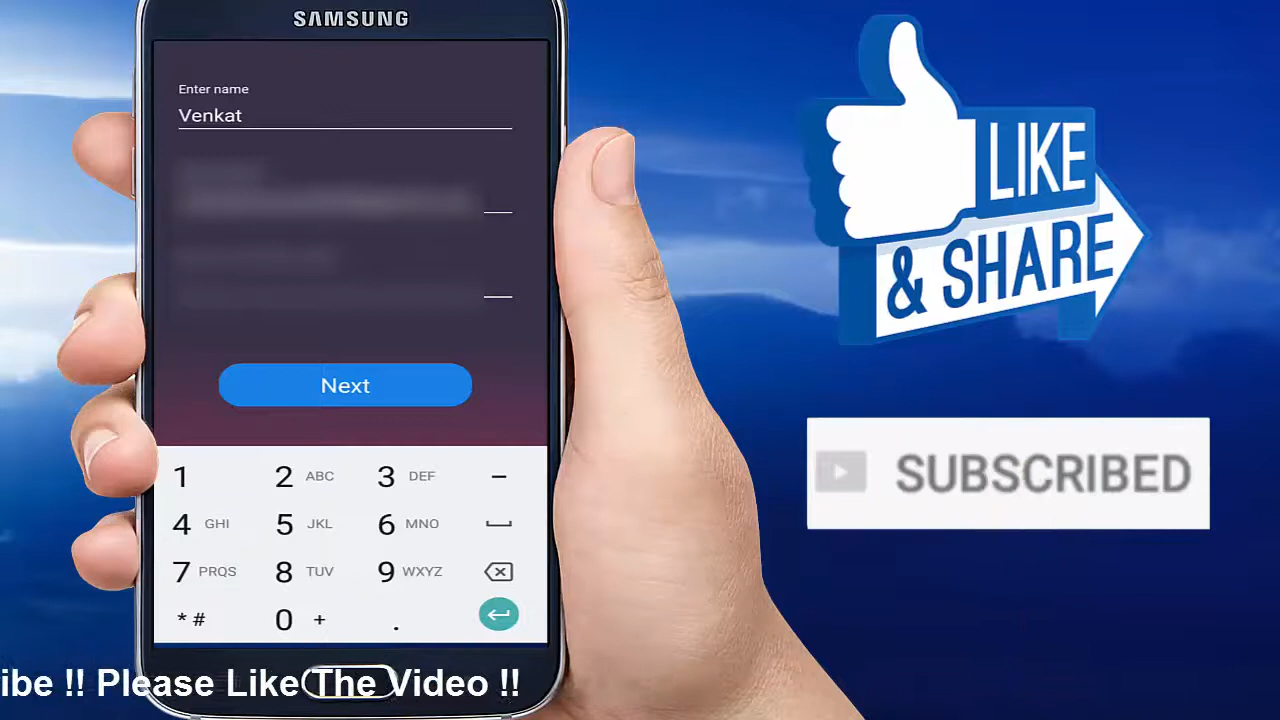 SAMSUNG
Enter name
Venkat
Next
1 2 ABC 3 DEF -
4 GHI 5 JKL 6 MNO
7 PRQS 8 TUV 9 WXYZ
* # 0 + .
LIKE
& SHARE
SUBSCRIBED
ibe !! Please Like The Video !!